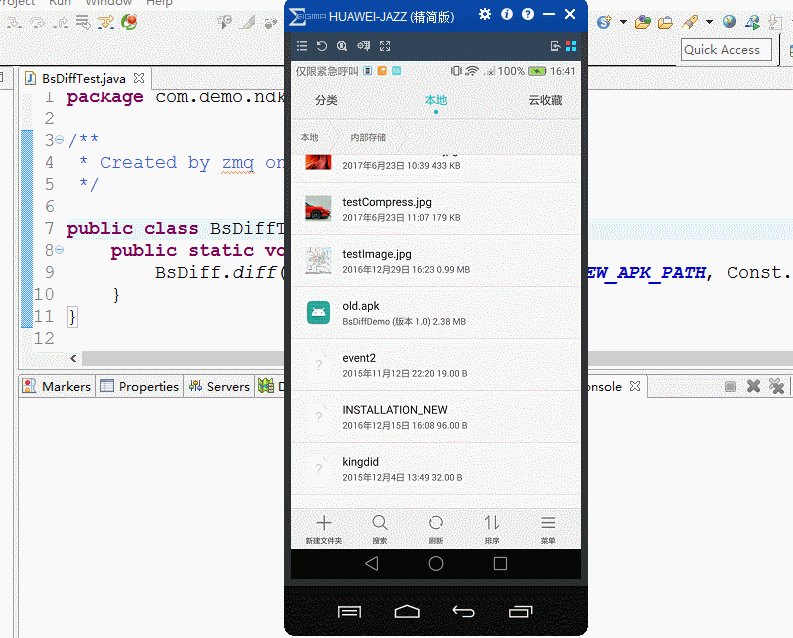 Project Run Window Help
Quick Access
BsDiffTest.java
1 package com.demo.ndk
2
3 /**
4 * Created by zmq on
5 */
6
7 public class BsDiffT
8 public static vo
9 BsDiff.diff( EW_APK_PATH, Const.
10 }
11 }
12
Markers Properties Servers D onsole
SIGMA HUAWEI-JAZZ (精简版)
仅限紧急呼叫 100% 16:41
分类 本地 云收藏
本地 内部存储
2017年6月23日 10:39 433 KB
testCompress.jpg
2017年6月23日 11:07 179 KB
testImage.jpg
2016年12月29日 16:23 0.99 MB
old.apk
BsDiffDemo (版本 1.0) 2.38 MB
event2
2015年11月12日 22:20 19.00 B
INSTALLATION_NEW
2016年12月15日 16:08 96.00 B
kingdid
2015年12月4日 13:49 32.00 B
新建文件夹 搜索 刷新 排序 菜单